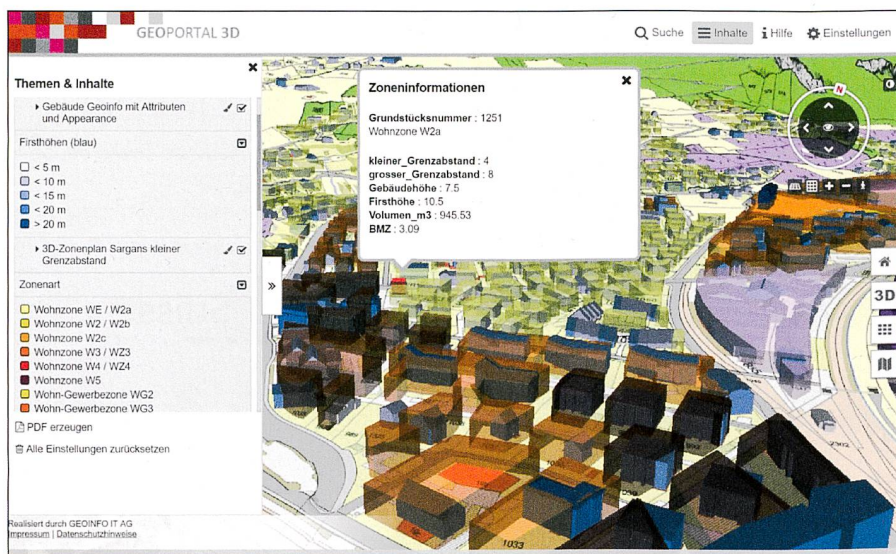 GEOPORTAL 3D
Suche
Inhalte
Hilfe
Einstellungen
Themen & Inhalte
Gebäude Geoinfo mit Attributen
und Appearance
Firsthöhen (blau)
< 5 m
< 10 m
< 15 m
< 20 m
> 20 m
3D-Zonenplan Sargans kleiner
Grenzabstand
Zonenart
Wohnzone WE / W2a
Wohnzone W2 / W2b
Wohnzone W2c
Wohnzone W3 / WZ3
Wohnzone W4 / WZ4
Wohnzone W5
Wohn-Gewerbezone WG2
Wohn-Gewerbezone WG3
PDF erzeugen
Alle Einstellungen zurücksetzen
Realisiert durch GEOINFO IT AG
Impressum | Datenschutzhinweise
Zoneninformationen
Grundstücksnummer : 1251
Wohnzone W2a
kleiner_Grenzabstand : 4
grosser_Grenzabstand : 8
Gebäudehöhe : 7.5
Firsthöhe : 10.5
Volumen_m3 : 945.53
BMZ : 3.09
N
3D
1033